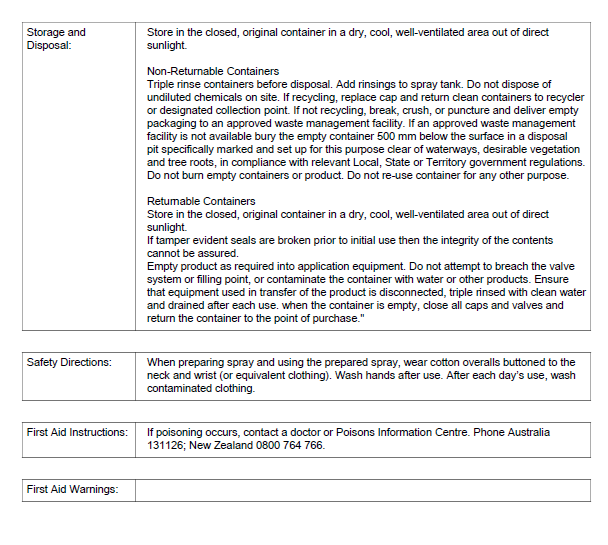 Storage and
Disposal:
Store in the closed, original container in a dry, cool, well-ventilated area out of direct
sunlight.
Non-Returnable Containers
Triple rinse containers before disposal. Add rinsings to spray tank. Do not dispose of
undiluted chemicals on site. If recycling, replace cap and return clean containers to recycler
or designated collection point. If not recycling, break, crush, or puncture and deliver empty
packaging to an approved waste management facility. If an approved waste management
facility is not available bury the empty container 500 mm below the surface in a disposal
pit specifically marked and set up for this purpose clear of waterways, desirable vegetation
and tree roots, in compliance with relevant Local, State or Territory government regulations.
Do not burn empty containers or product. Do not re-use container for any other purpose.
Returnable Containers
Store in the closed, original container in a dry, cool, well-ventilated area out of direct
sunlight.
If tamper evident seals are broken prior to initial use then the integrity of the contents
cannot be assured.
Empty product as required into application equipment. Do not attempt to breach the valve
system or filling point, or contaminate the container with water or other products. Ensure
that equipment used in transfer of the product is disconnected, triple rinsed with clean water
and drained after each use. when the container is empty, close all caps and valves and
return the container to the point of purchase."
Safety Directions:
When preparing spray and using the prepared spray, wear cotton overalls buttoned to the
neck and wrist (or equivalent clothing). Wash hands after use. After each day's use, wash
contaminated clothing.
First Aid Instructions:
If poisoning occurs, contact a doctor or Poisons Information Centre. Phone Australia
131126; New Zealand 0800 764 766.
First Aid Warnings: